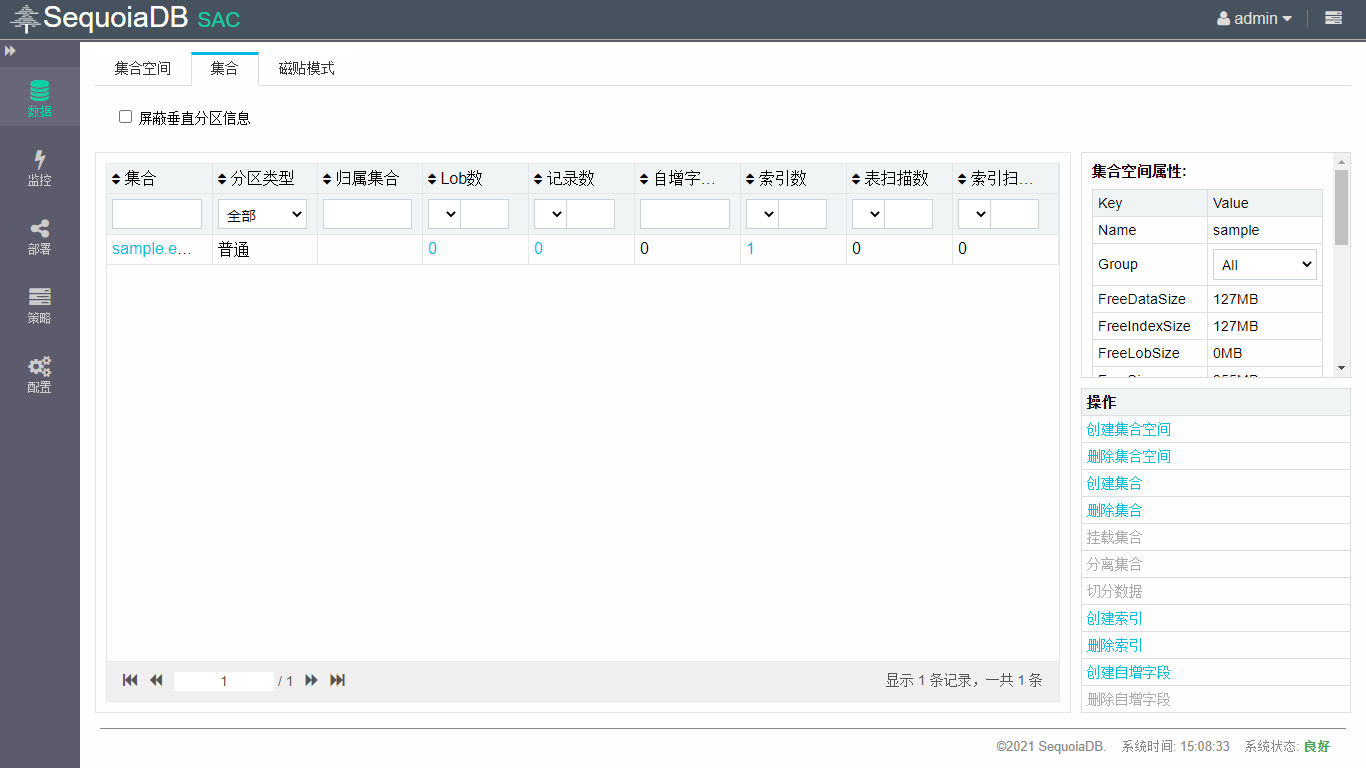 SequoiaDB SAC
admin
数据
监控
部署
策略
配置
集合空间 集合 磁贴模式
屏蔽垂直分区信息
集合 分区类型 归属集合 Lob数 记录数 自增字... 索引数 表扫描数 索引扫...
全部
sample.e... 普通 0 0 0 1 0 0
1 / 1
显示 1 条记录，一共 1 条
集合空间属性:
Key Value
Name sample
Group All
FreeDataSize 127MB
FreeIndexSize 127MB
FreeLobSize 0MB
操作
创建集合空间
删除集合空间
创建集合
删除集合
挂载集合
分离集合
切分数据
创建索引
删除索引
创建自增字段
删除自增字段
©2021 SequoiaDB. 系统时间: 15:08:33 系统状态: 良好